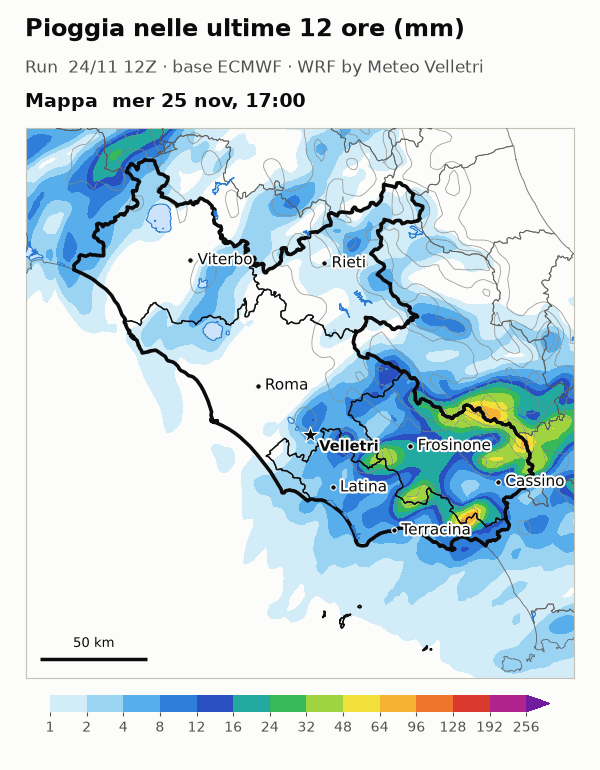 Pioggia nelle ultime 12 ore (mm)
Run  24/11 12Z · base ECMWF · WRF by Meteo Velletri
Mappa  mer 25 nov, 17:00
Viterbo
Rieti
Roma
Velletri
Frosinone
Cassino
Latina
Terracina
50 km
1 2 4 8 12 16 24 32 48 64 96 128 192 256